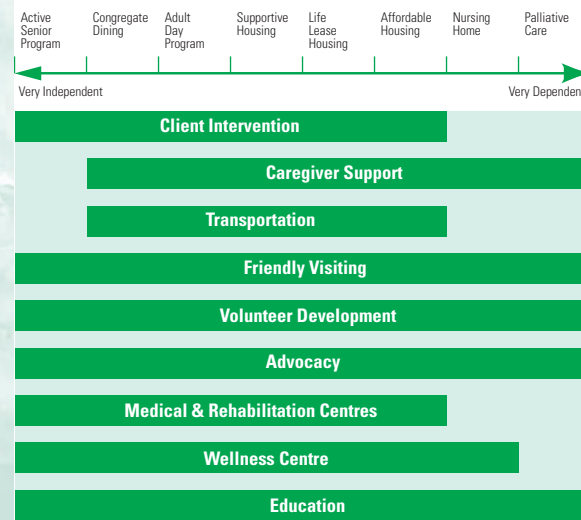 Active
Senior
Program
Congregate
Dining
Adult
Day
Program
Supportive
Housing
Life
Lease
Housing
Affordable
Housing
Nursing
Home
Palliative
Care
Very Independent
Very Dependen
Client Intervention
Caregiver Support
Transportation
Friendly Visiting
Volunteer Development
Advocacy
Medical & Rehabilitation Centres
Wellness Centre
Education